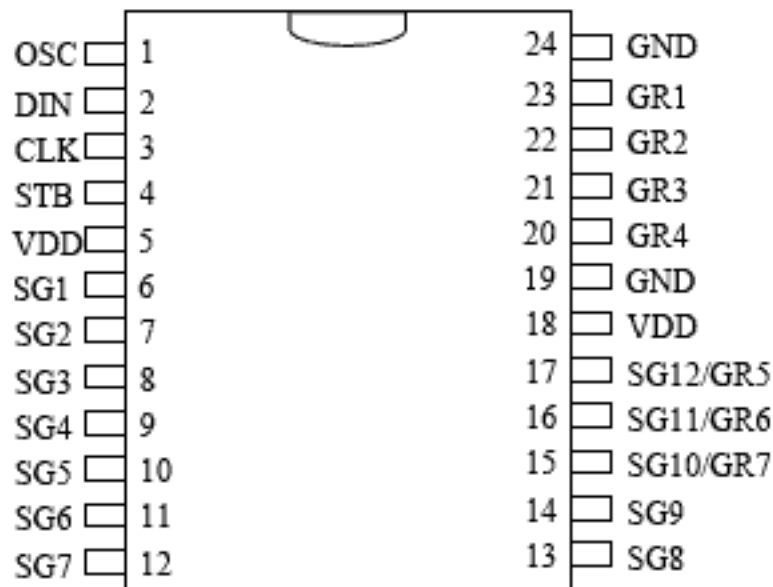 OSC 1 24 GND
DIN 2 23 GR1
CLK 3 22 GR2
STB 4 21 GR3
VDD 5 20 GR4
SG1 6 19 GND
SG2 7 18 VDD
SG3 8 17 SG12/GR5
SG4 9 16 SG11/GR6
SG5 10 15 SG10/GR7
SG6 11 14 SG9
SG7 12 13 SG8